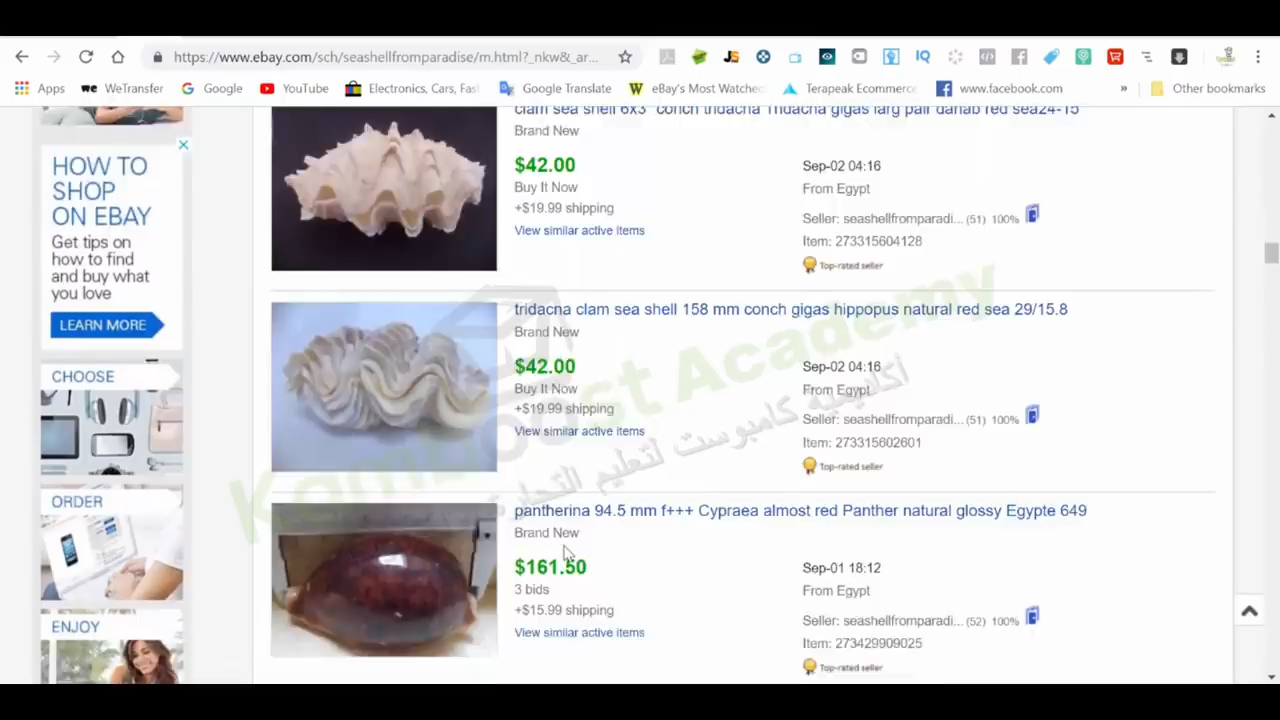 https://www.ebay.com/sch/seashellfromparadise/m.html?_nkw&_ar...
Apps
WeTransfer
Google
YouTube
Electronics, Cars, Fas
Google Translate
eBay's Most Watche
Terapeak Ecommerce
www.facebook.com
»
Other bookmarks
HOW TO
SHOP
ON EBAY
Get tips on
how to find
and buy what
you love
LEARN MORE
CHOOSE
ORDER
ENJOY
clam sea shell 6x3" conch tridacna Tridacna gigas larg pair dahab red sea24-15
Brand New
$42.00
Buy It Now
+$19.99 shipping
View similar active items
Sep-02 04:16
From Egypt
Seller: seashellfromparadi... (51) 100%
Item: 273315604128
Top-rated seller
tridacna clam sea shell 158 mm conch gigas hippopus natural red sea 29/15.8
Brand New
$42.00
Buy It Now
+$19.99 shipping
View similar active items
Sep-02 04:16
From Egypt
Seller: seashellfromparadi... (51) 100%
Item: 273315602601
Top-rated seller
pantherina 94.5 mm f+++ Cypraea almost red Panther natural glossy Egypte 649
Brand New
$161.50
3 bids
+$15.99 shipping
View similar active items
Sep-01 18:12
From Egypt
Seller: seashellfromparadi... (52) 100%
Item: 273429909025
Top-rated seller
Academy
أكاديمية كامبوست لتعليم